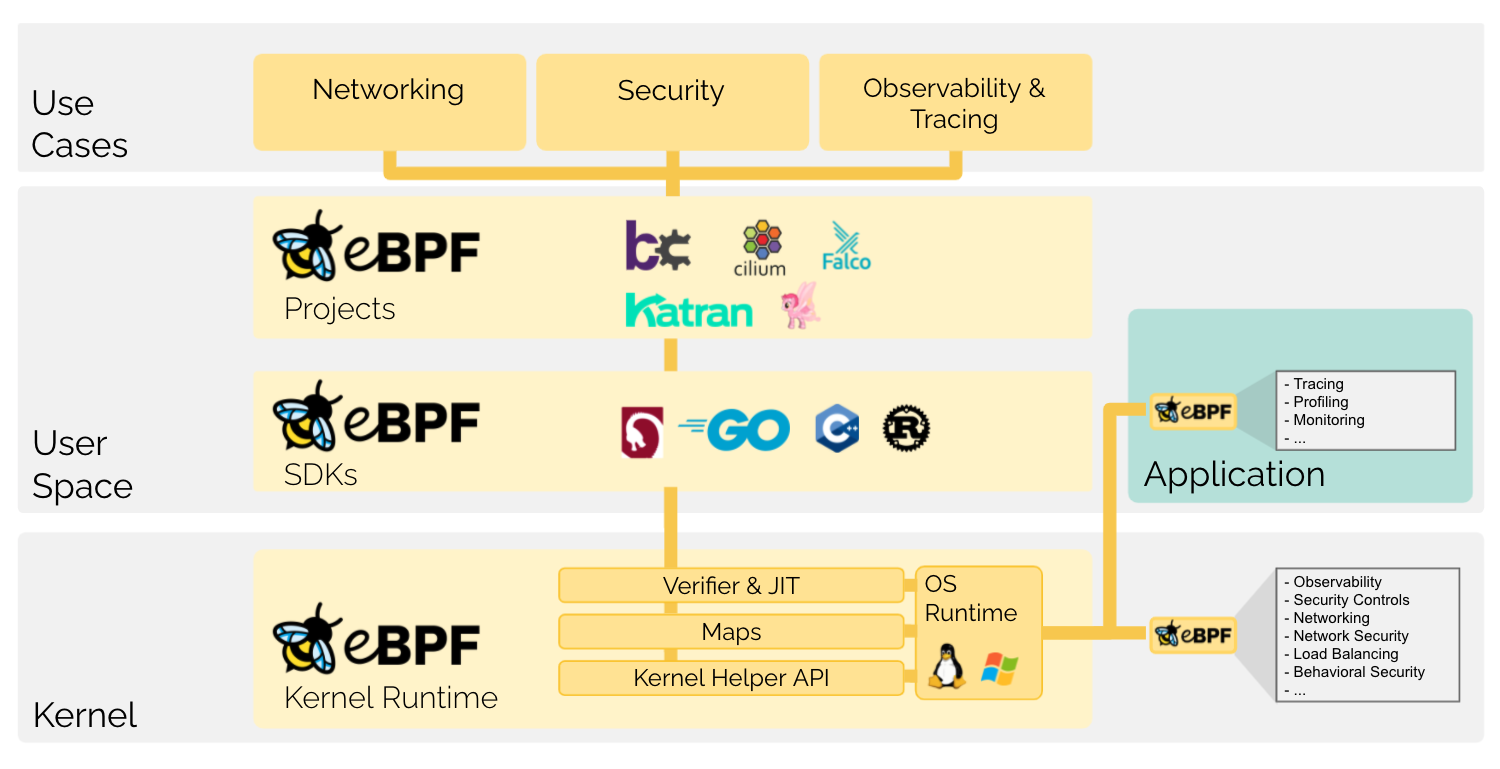 Use
Cases
Networking
Security
Observability &
Tracing
User
Space
eBPF
Projects
bc
cilium
Falco
Katran
eBPF
SDKs
GO
C++
R
Application
eBPF
- Tracing
- Profiling
- Monitoring
- ...
Kernel
eBPF
Kernel Runtime
Verifier & JIT
Maps
Kernel Helper API
OS
Runtime
eBPF
- Observability
- Security Controls
- Networking
- Network Security
- Load Balancing
- Behavioral Security
- ...